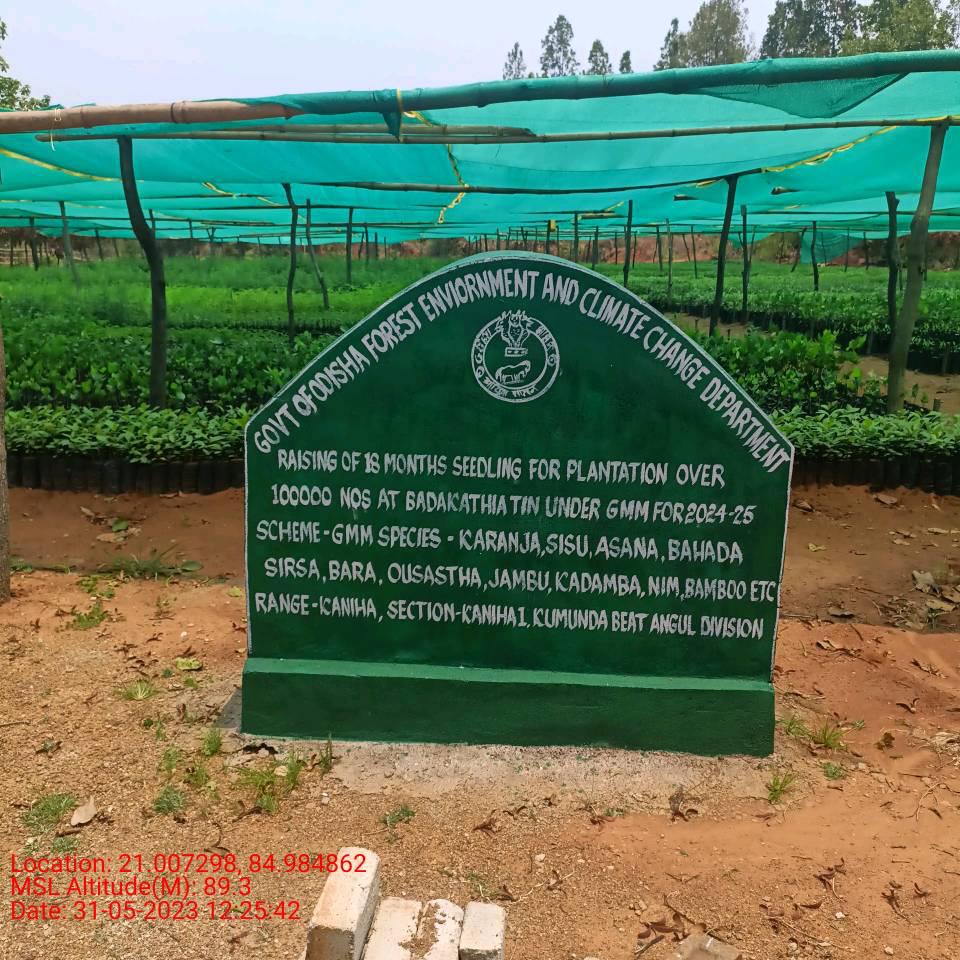 GOVT OF ODISHA FOREST ENVIORNMENT AND CLIMATE CHANGE DEPARTMENT
RAISING OF 18 MONTHS SEEDLING FOR PLANTATION OVER
100000 NOS AT BADAKATHIATIN UNDER GMM FOR 2024-25
SCHEME-GMM SPECIES - KARANJA, SISU, ASANA, BAHADA
SIRSA, BARA, OUSASTHA, JAMBU, KADAMBA, NIM, BAMBOO ETC
RANGE-KANIHA, SECTION-KANIHA I, KUMUNDA BEAT ANGUL DIVISION
Location: 21.007298, 84.984862
MSL Altitude(M): 89.3
Date: 31-05-2023 12:25:42